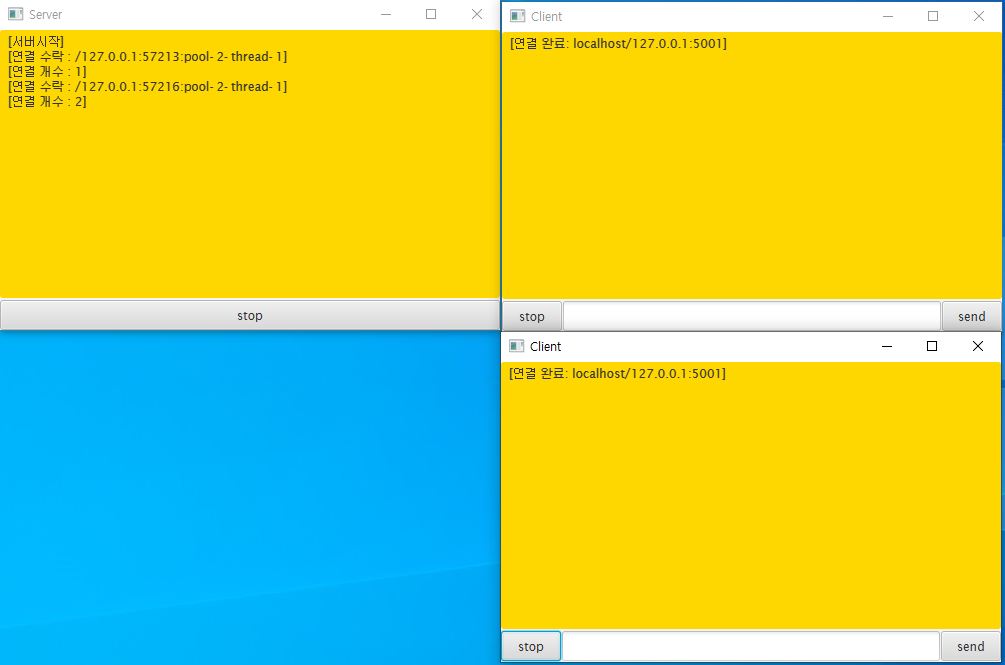 Server
[서버시작]
[연결 수락 : /127.0.0.1:57213:pool- 2- thread- 1]
[연결 개수 : 1]
[연결 수락 : /127.0.0.1:57216:pool- 2- thread- 1]
[연결 개수 : 2]
stop
Client
[연결 완료: localhost/127.0.0.1:5001]
stop
send
Client
[연결 완료: localhost/127.0.0.1:5001]
stop
send